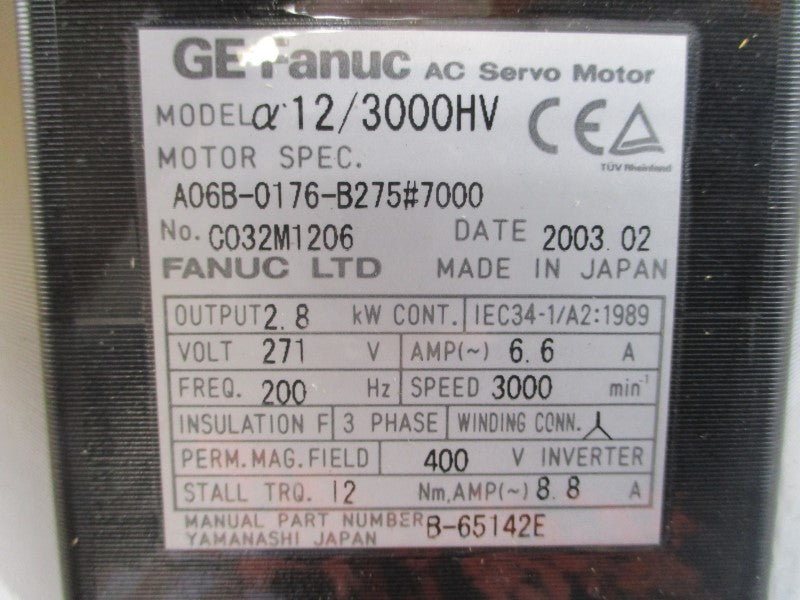 GE Fanuc AC Servo Motor
MODEL α 12/3000HV
CE
TÜV Rheinland
MOTOR SPEC.
A06B-0176-B275#7000
No. C032M1206 DATE 2003.02
FANUC LTD MADE IN JAPAN
OUTPUT 2.8 kW CONT. IEC34-1/A2:1989
VOLT 271 V AMP(~) 6.6 A
FREQ. 200 Hz SPEED 3000 min⁻¹
INSULATION F 3 PHASE WINDING CONN.
PERM.MAG.FIELD 400 V INVERTER
STALL TRQ. 12 Nm,AMP(~) 8.8 A
MANUAL PART NUMBER B-65142E
YAMANASHI JAPAN